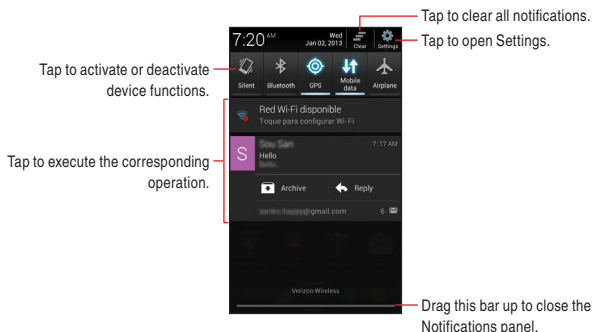 Tap to clear all notifications.
Tap to open Settings.
7:20 AM
Wed
Jan 02, 2013
Clear
Settings
Tap to activate or deactivate
device functions.
Silent
Bluetooth
GPS
Mobile
data
Airplane
Red Wi-Fi disponible
Toque para configurar Wi-Fi
Tap to execute the corresponding
operation.
S
7:17 AM
Hello
Archive
Reply
@gmail.com
6
Verizon Wireless
Drag this bar up to close the
Notifications panel.